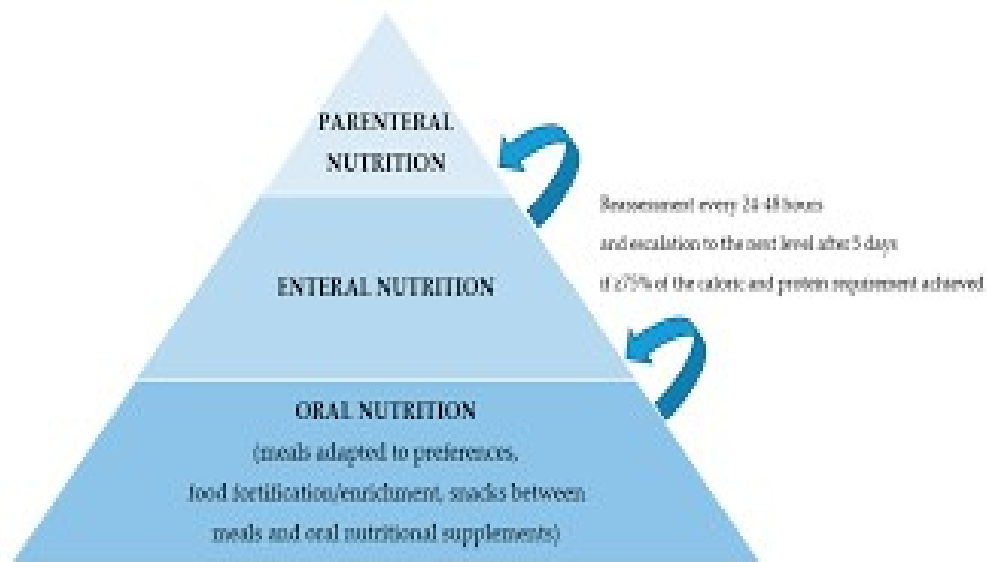 PARENTERAL
NUTRITION
Reassessment every 24-48 hours
and escalation to the next level after 5 days
if ≥75% of the caloric and protein requirement achieved
ENTERAL NUTRITION
ORAL NUTRITION
(meals adapted to preferences,
food fortification/enrichment, snacks between
meals and oral nutritional supplements)